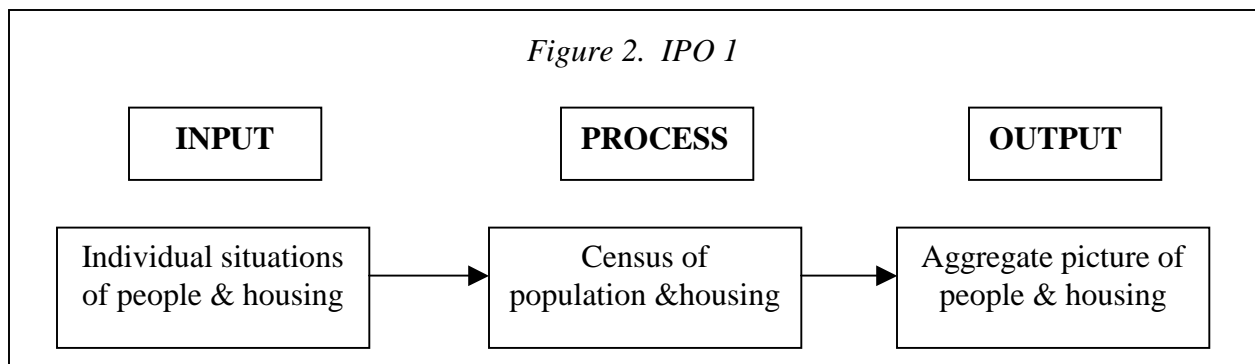 Figure 2.  IPO 1
INPUT
PROCESS
OUTPUT
Individual situations
of people & housing
Census of
population &housing
Aggregate picture of
people & housing